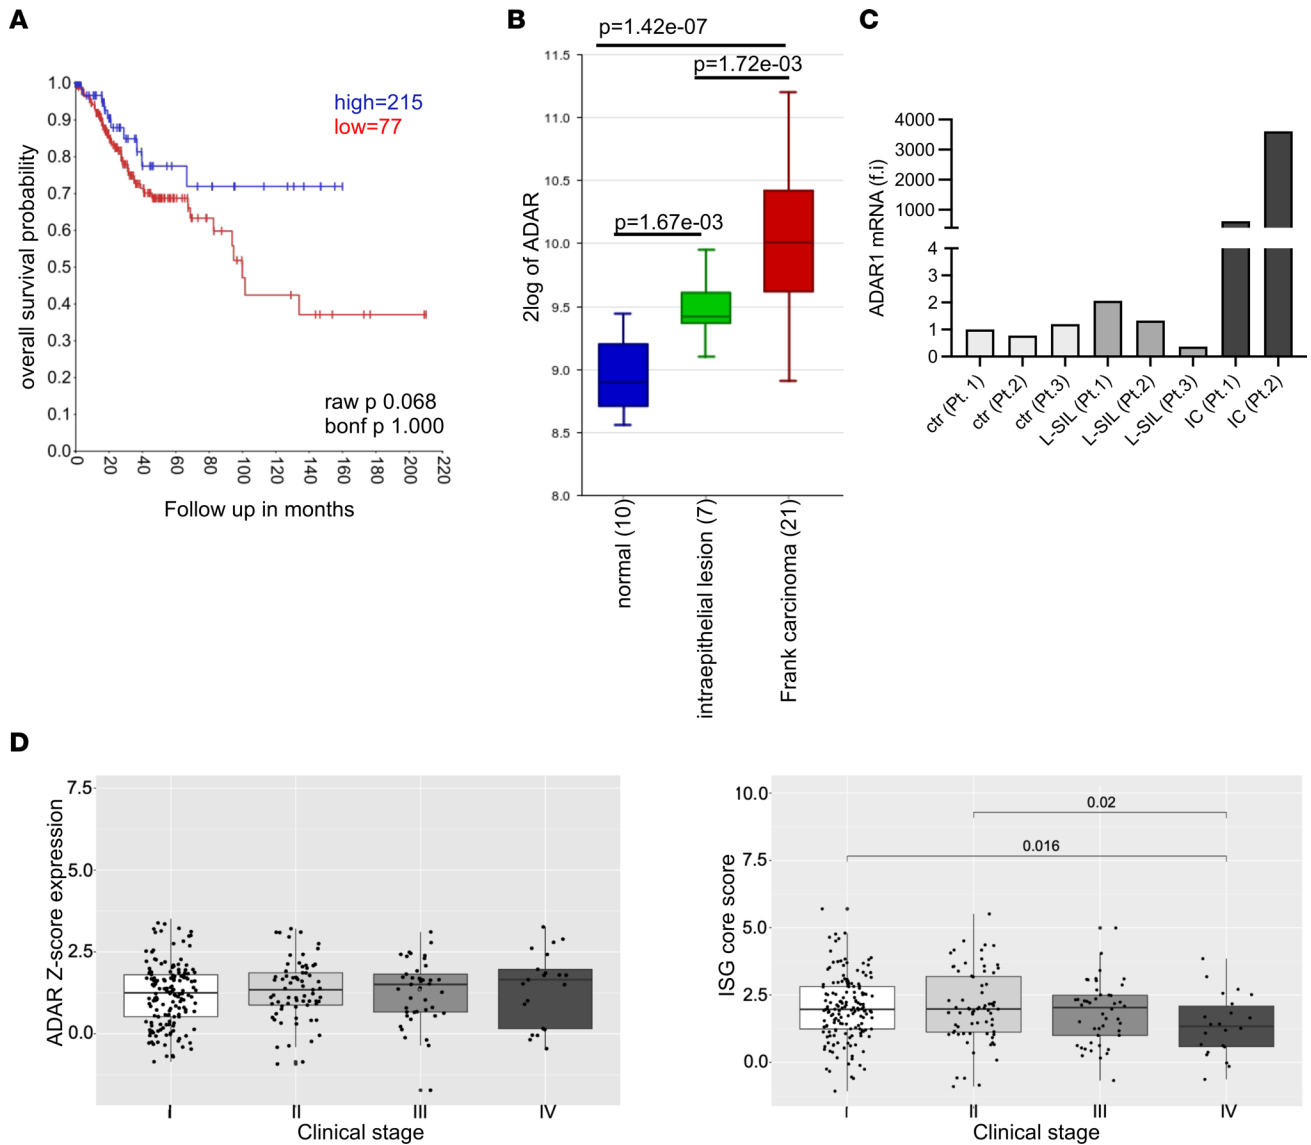 A
overall survival probability
1.0
0.9
0.8
0.7
0.6
0.5
0.4
0.3
0.2
0.1
0.0
high=215
low=77
raw p 0.068
bonf p 1.000
0 20 40 60 80 100 120 140 160 180 200 220
Follow up in months
B
p=1.42e-07
p=1.72e-03
p=1.67e-03
2log of ADAR
11.5
11.0
10.5
10.0
9.5
9.0
8.5
8.0
normal (10)
intraepithelial lesion (7)
Frank carcinoma (21)
C
ADAR1 mRNA (f.i)
4000
3000
2000
1000
4
3
2
1
0
ctr (Pt. 1)
ctr (Pt.2)
ctr (Pt.3)
L-SIL (Pt.1)
L-SIL (Pt.2)
L-SIL (Pt.3)
IC (Pt.1)
IC (Pt.2)
D
ADAR Z-score expression
7.5
5.0
2.5
0.0
I II III IV
Clinical stage
ISG core score
10.0
7.5
5.0
2.5
0.0
0.02
0.016
I II III IV
Clinical stage